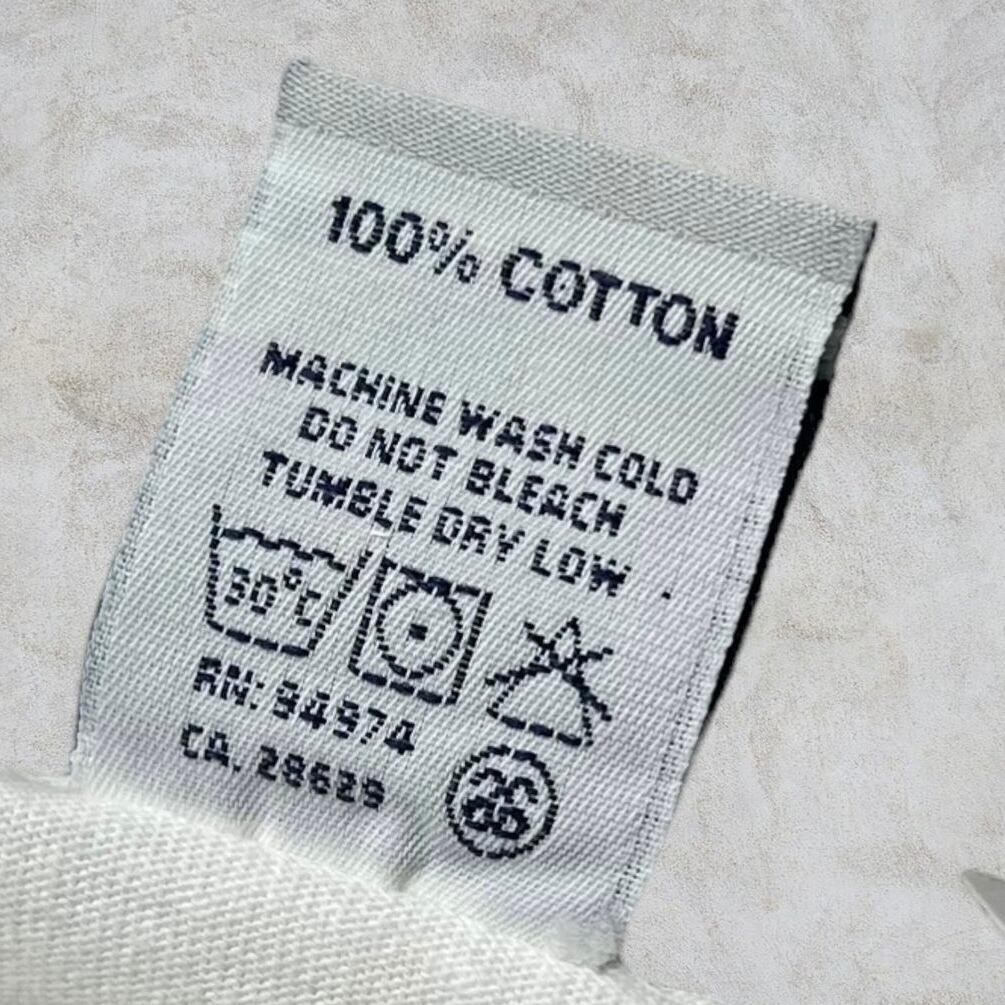 100% COTTON
MACHINE WASH COLD
DO NOT BLEACH
TUMBLE DRY LOW
30°C
RN: 94974
CA. 28629